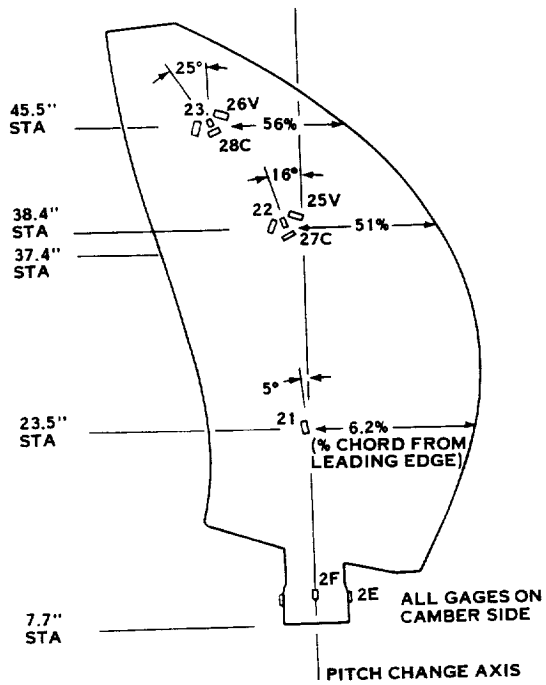 25°
26V
23.
45.5"
STA
56%
28C
16°
25V
22
38.4"
STA
51%
27C
37.4"
STA
5°
21
23.5"
STA
6.2%
(% CHORD FROM
LEADING EDGE)
2F
2E
ALL GAGES ON
CAMBER SIDE
7.7"
STA
PITCH CHANGE AXIS